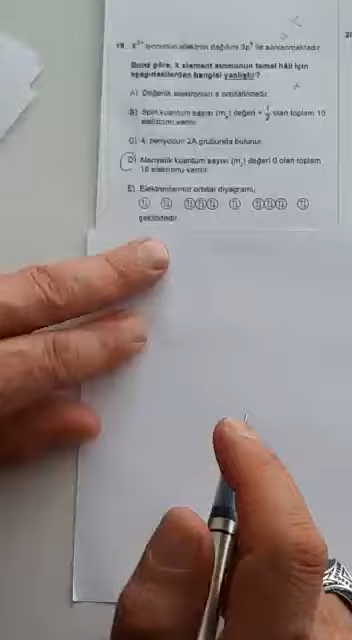 18. X²⁺ iyonunun elektron dağılımı 3p⁶ ile sonlanmaktadır.
Buna göre, X element atomunun temel hâli için
aşağıdakilerden hangisi yanlıştır?
A) Değerlik elektronları s orbitalindedir.
B) Spin kuantum sayısı (mₛ) değeri + 1/2 olan toplam 10
elektronu vardır.
C) 4. periyodun 2A grubunda bulunur.
D) Manyetik kuantum sayısı (mₗ) değeri 0 olan toplam
10 elektronu vardır.
E) Elektronlarının orbital diyagramı,
şeklindedir.